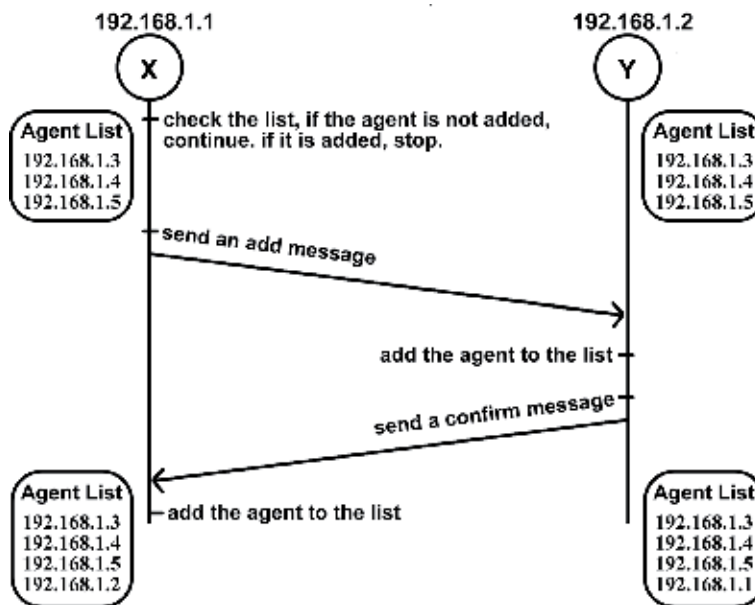 192.168.1.1
192.168.1.2
X
Y
Agent List
192.168.1.3
192.168.1.4
192.168.1.5
check the list, if the agent is not added,
continue. if it is added, stop.
Agent List
192.168.1.3
192.168.1.4
192.168.1.5
send an add message
add the agent to the list
send a confirm message
Agent List
192.168.1.3
192.168.1.4
192.168.1.5
192.168.1.2
add the agent to the list
Agent List
192.168.1.3
192.168.1.4
192.168.1.5
192.168.1.1